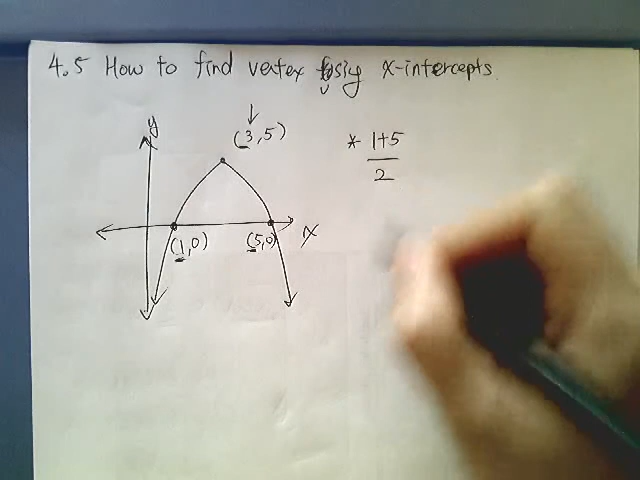 4.5 How to find vertex using x-intercepts
y
(3,5)
* 1+5
2
(1,0)
(5,0)
x